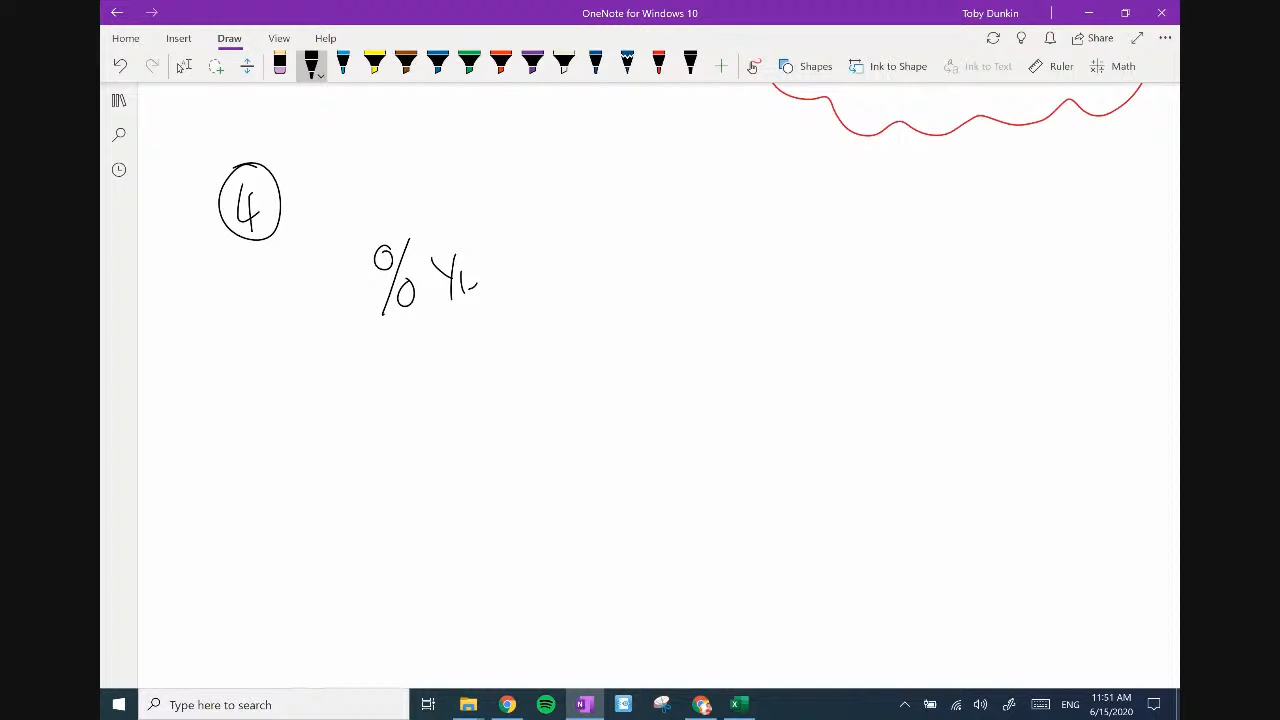 OneNote for Windows 10
Toby Dunkin
Home Insert Draw View Help
Share
Shapes Ink to Shape Ink to Text Ruler Math
4
%
Type here to search
ENG
11:51 AM
6/15/2020